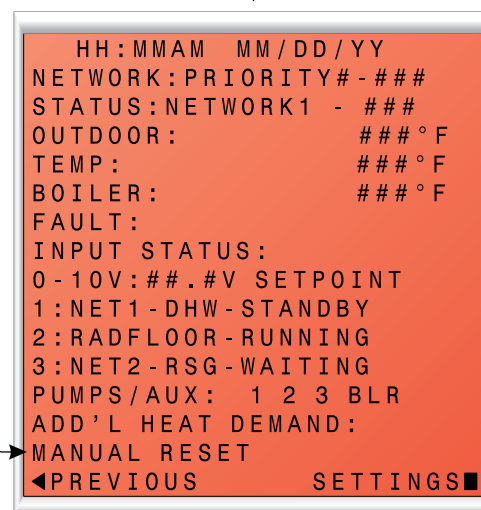 HH:MMAM MM/DD/YY
NETWORK:PRIORITY#-###
STATUS:NETWORK1 - ###
OUTDOOR: ###°F
TEMP: ###°F
BOILER: ###°F
FAULT:
INPUT STATUS:
0-10V:##.#V SETPOINT
1:NET1-DHW-STANDBY
2:RADFLOOR-RUNNING
3:NET2-RSG-WAITING
PUMPS/AUX: 1 2 3 BLR
ADD'L HEAT DEMAND:
MANUAL RESET
◀PREVIOUS SETTINGS■